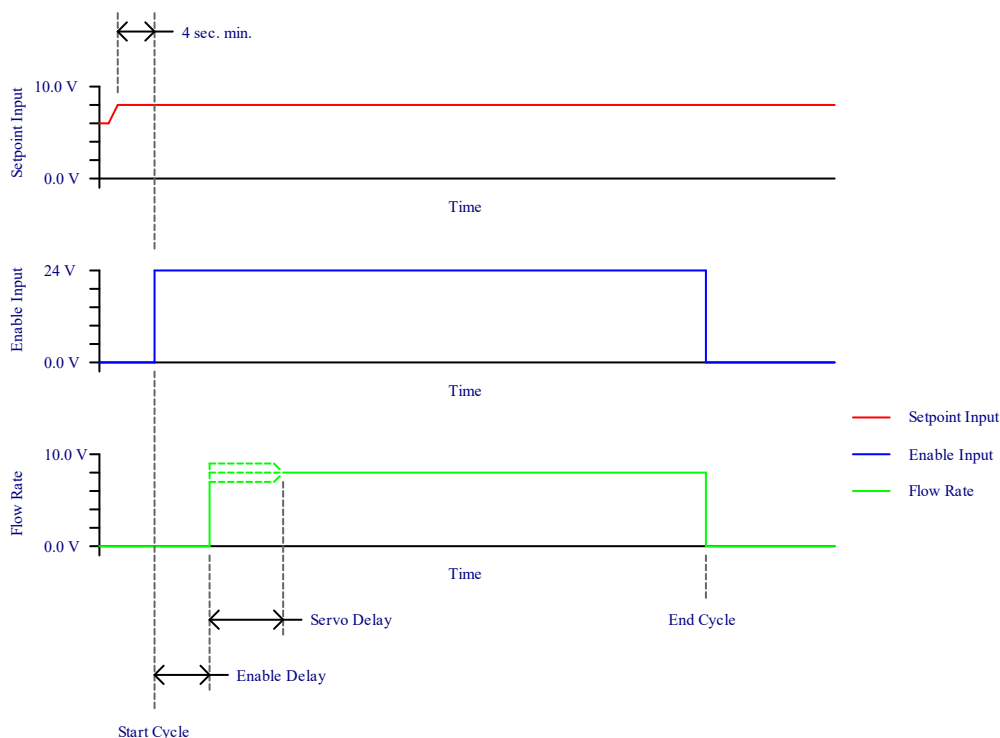 4 sec. min.
10.0 V
Setpoint Input
0.0 V
Time
24 V
Enable Input
0.0 V
Time
Setpoint Input
Enable Input
Flow Rate
10.0 V
Flow Rate
0.0 V
Time
Servo Delay
End Cycle
Enable Delay
Start Cycle